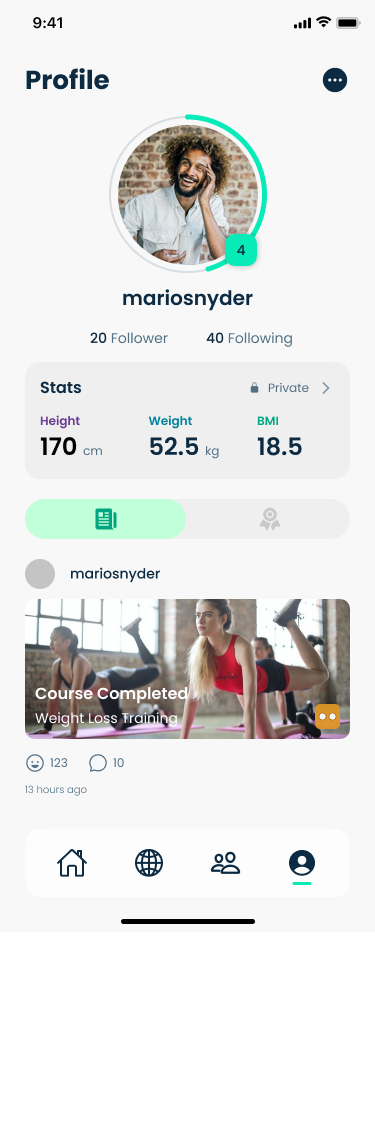 9:41
Profile
4
mariosnyder
20 Follower 40 Following
Stats Private
Height Weight BMI
170 cm 52.5 kg 18.5
mariosnyder
Course Completed
Weight Loss Training
123 10
13 hours ago